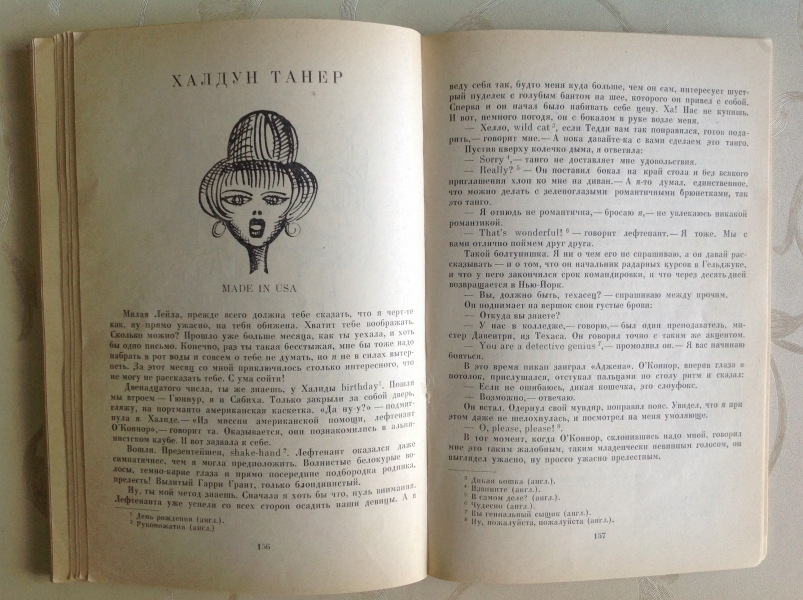 ХАЛДУН ТАНЕР
MADE IN USA
Милая Лейла, прежде всего должна тебе сказать, что я черт-те
как, ну прямо ужасно, на тебя обижена. Хватит тебе воображать.
Сколько можно? Прошло уже больше месяца, как ты уехала, и хоть
бы одно письмо. Конечно, раз ты такая бесстыжая, мне бы тоже надо
набрать в рот воды и совсем о тебе не думать, но я не в силах вытер-
петь. За этот месяц со мной приключилось столько интересного, что
не могу не рассказать тебе. С ума сойти!
Двенадцатого числа, ты же знаешь, у Халиды birthday¹. Пошли
мы втроем — Гюннур, я и Сабиха. Только закрыли за собой дверь,
гляжу, на портманто американская каскетка. «Да ну-у?» — подмиг-
нула я Халиде. — «Из миссии американской помощи, лефтенант
О'Коннор», — говорит та. Оказывается, они познакомились в альпи-
нистском клубе. И вот зазвала к себе.
Вошли. Презентейшен, shake-hand². Лефтенант оказался даже
симпатичнее, чем я могла предположить. Волнистые белокурые во-
лосы, темно-карие глаза и прямо посередине подбородка родинка,
прелесть! Вылитый Гарри Грант, только блондинистый.
Ну, ты мой метод знаешь. Сначала я хоть бы что, нуль внимания.
Лефтенанта уже успели со всех сторон осадить наши девицы. А я
¹ День рождения (англ.).
² Рукопожатия (англ.)
156
веду себя так, будто меня куда больше, чем он сам, интересует шуст-
рый пуделек с голубым бантом на шее, которого он привел с собой.
Сперва и он начал было набивать себе цену. Ха! Нас не купишь.
И вот, немного погодя, он с бокалом в руке возле меня.
— Хелло, wild cat³, если Тедди вам так понравился, готов пода-
рить, — говорит мне. — А пока давайте-ка с вами сделаем это танго.
Пустив кверху колечко дыма, я ответила:
— Sorry⁴, — танго не доставляет мне удовольствия.
— Really?⁵ — Он поставил бокал на край стола и без всякого
приглашения хлоп ко мне на диван. — А я-то думал, единственное,
что можно делать с зеленоглазыми романтичными брюнетками, так
это танго.
— Я отнюдь не романтична, — бросаю я, — не увлекаюсь никакой
романтикой.
— That's wonderful!⁶ — говорит лефтенант. — Я тоже. Мы с
вами отлично поймем друг друга.
Такой болтунишка. Я ни о чем его не спрашиваю, а он давай рас-
сказывать — и о том, что он начальник радарных курсов в Гельджуке,
и что у него закончился срок командировки, и что через десять дней
возвращается в Нью-Йорк.
— Вы, должно быть, техасец? — спрашиваю между прочим.
Он поднимает на вершок свои густые брови:
— Откуда вы знаете?
— У нас в колледже, — говорю, — был один преподаватель, ми-
стер Давентри, из Техаса. Он говорил точно с таким же акцентом.
— You are a detective genius⁷, — промолвил он. — Я вас начинаю
бояться.
В это время пикап заиграл «Аджена». О'Коннор, вперив глаза в
потолок, прислушался, отстукал пальцами по столу ритм и сказал:
— Если не ошибаюсь, дикая кошечка, это слоуфокс.
— Возможно, — отвечаю.
Он встал. Одернул свой мундир, поправил пояс. Увидел, что я при
этом даже не шелохнулась, и посмотрел на меня умоляюще.
— O, please, please!⁸.
В тот момент, когда О'Коннор, склонившись надо мной, говорил
мне это таким жалобным, таким младенчески невинным голосом, он
выглядел ужасно, ну просто ужасно прелестным.
³ Дикая кошка (англ.).
⁴ Извините (англ.).
⁵ В самом деле? (англ.).
⁶ Чудесно (англ.).
⁷ Вы гениальный сыщик (англ.).
⁸ Ну, пожалуйста, пожалуйста (англ.).
157